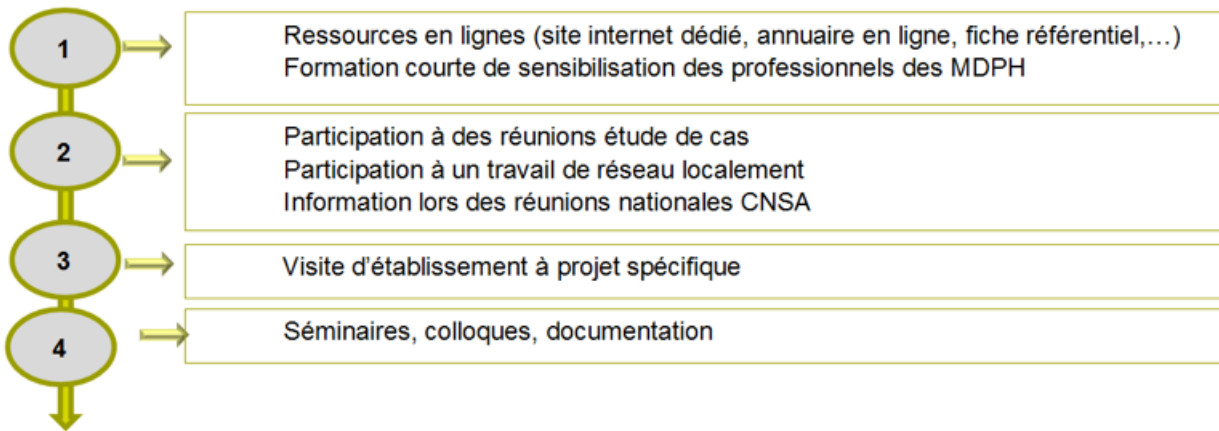 1
Ressources en lignes (site internet dédié, annuaire en ligne, fiche référentiel,…)
Formation courte de sensibilisation des professionnels des MDPH
2
Participation à des réunions étude de cas
Participation à un travail de réseau localement
Information lors des réunions nationales CNSA
3
Visite d'établissement à projet spécifique
4
Séminaires, colloques, documentation